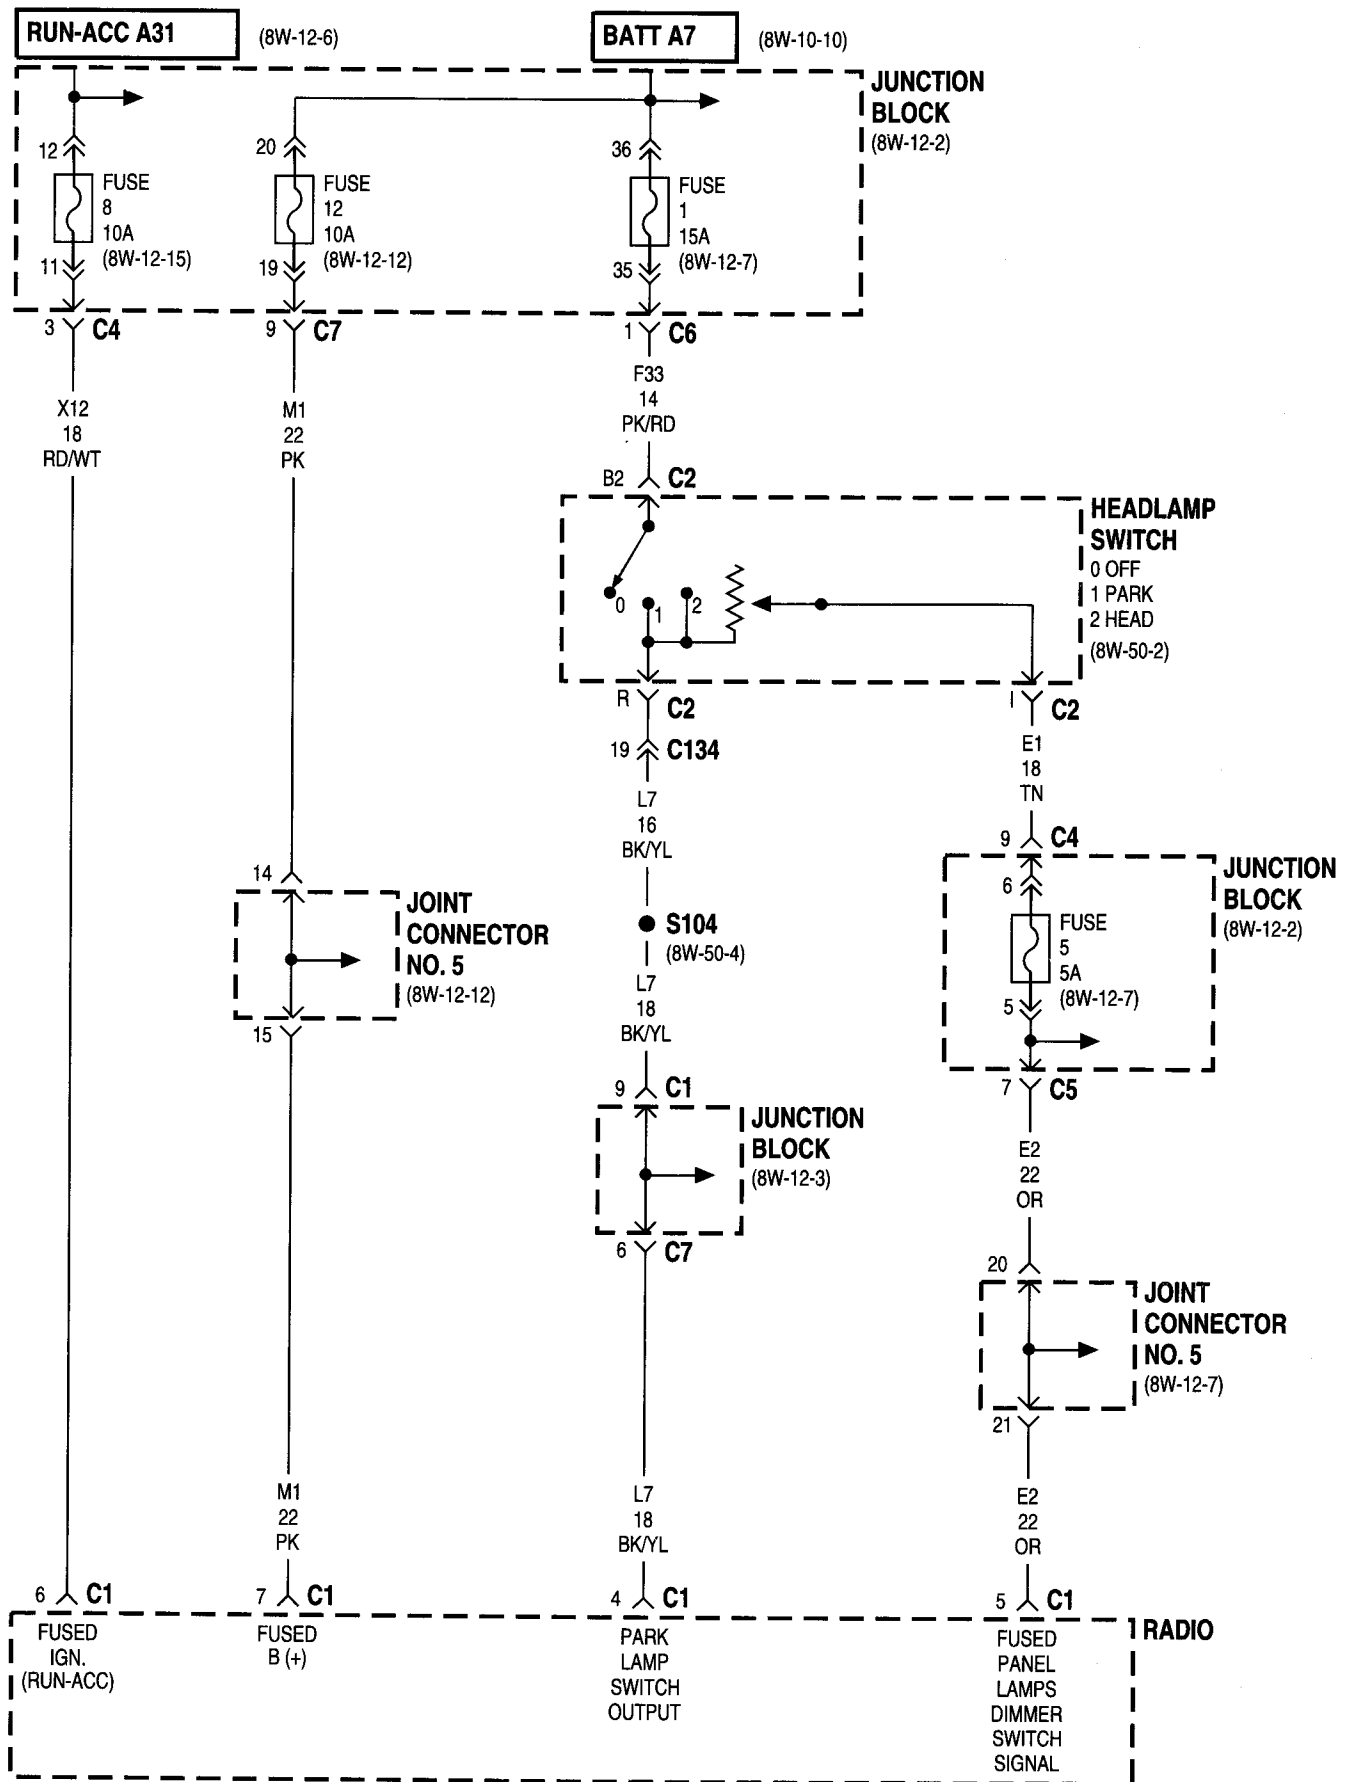 RUN-ACC A31
(8W-12-6)
BATT A7
(8W-10-10)
JUNCTION
BLOCK
(8W-12-2)
12
FUSE
8
10A
(8W-12-15)
11
20
FUSE
12
10A
(8W-12-12)
19
36
FUSE
1
15A
(8W-12-7)
35
3
C4
9
C7
1
C6
X12
18
RD/WT
M1
22
PK
F33
14
PK/RD
B2
C2
HEADLAMP
SWITCH
0 OFF
1 PARK
2 HEAD
(8W-50-2)
0
1
2
R
C2
I
C2
19
C134
E1
18
TN
L7
16
BK/YL
9
C4
JUNCTION
BLOCK
(8W-12-2)
6
FUSE
5
5A
(8W-12-7)
5
14
JOINT
CONNECTOR
NO. 5
(8W-12-12)
15
S104
(8W-50-4)
L7
18
BK/YL
7
C5
9
C1
JUNCTION
BLOCK
(8W-12-3)
6
C7
E2
22
OR
20
JOINT
CONNECTOR
NO. 5
(8W-12-7)
21
M1
22
PK
L7
18
BK/YL
E2
22
OR
6
C1
7
C1
4
C1
5
C1
RADIO
FUSED
IGN.
(RUN-ACC)
FUSED
B (+)
PARK
LAMP
SWITCH
OUTPUT
FUSED
PANEL
LAMPS
DIMMER
SWITCH
SIGNAL